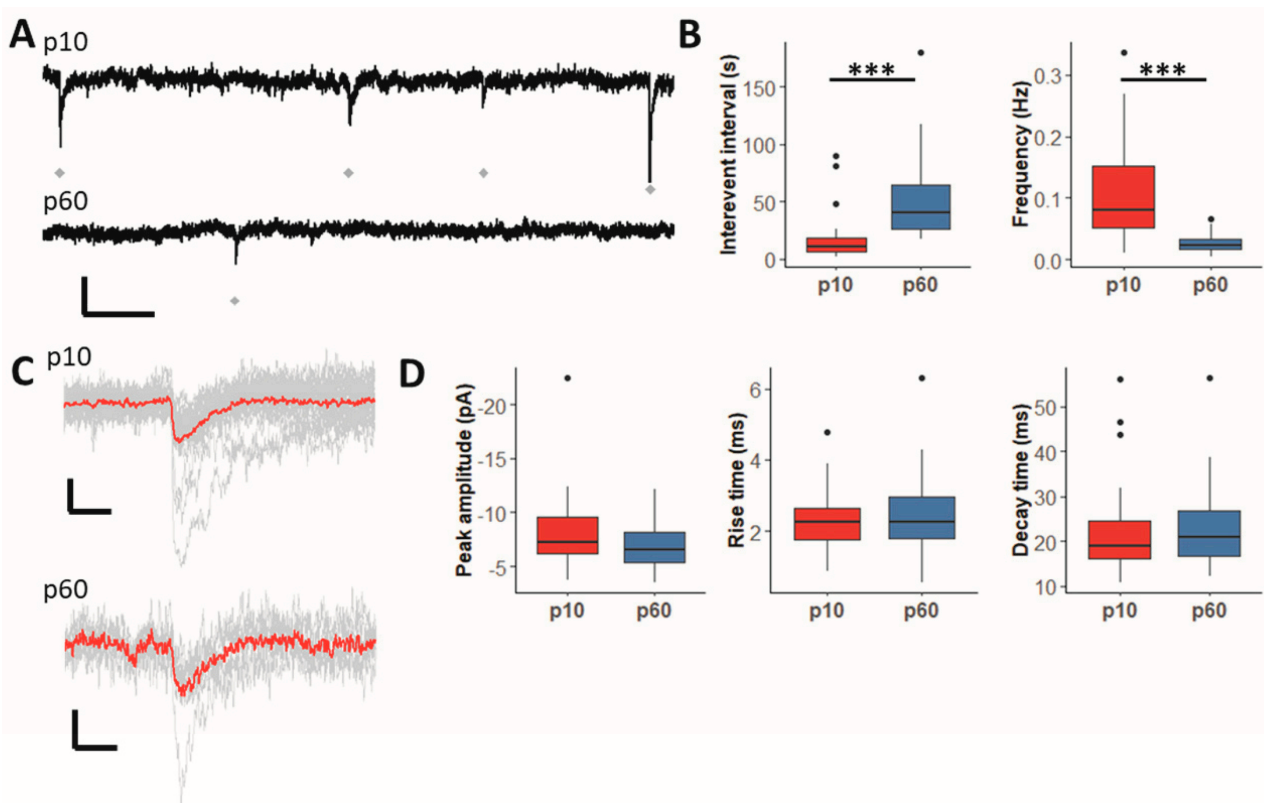 A
p10
p60
B
Interevent interval (s)
150
100
50
0
***
p10
p60
Frequency (Hz)
0.3
0.2
0.1
0.0
***
p10
p60
C
p10
p60
D
Peak amplitude (pA)
-20
-15
-10
-5
p10
p60
Rise time (ms)
6
4
2
p10
p60
Decay time (ms)
50
40
30
20
10
p10
p60